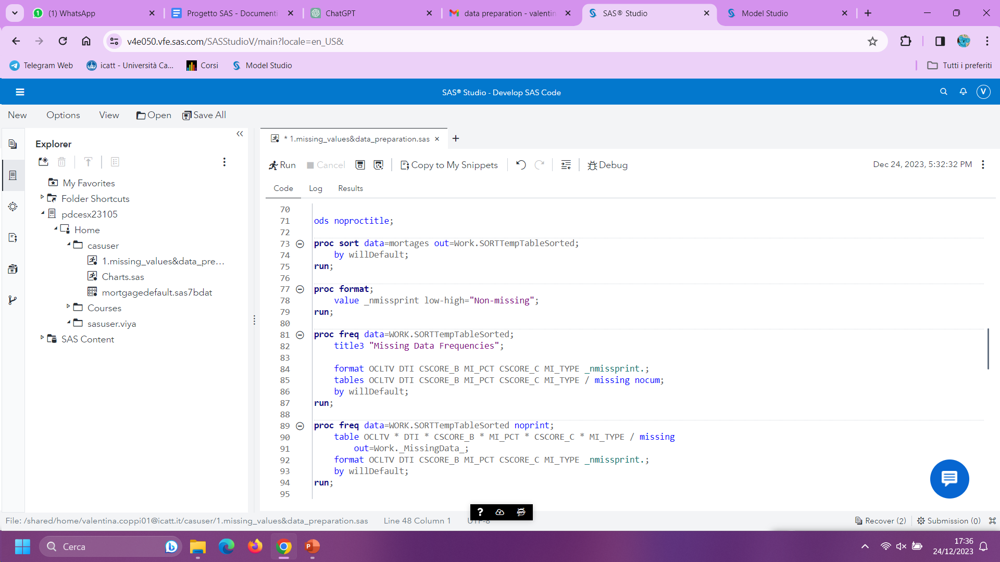 (1) WhatsApp
Progetto SAS - Documenti
ChatGPT
data preparation - valentin
SAS® Studio
Model Studio
v4e050.vfe.sas.com/SASStudioV/main?locale=en_US&
Telegram Web
icatt - Università Ca...
Corsi
Model Studio
Tutti i preferiti
SAS® Studio - Develop SAS Code
V
New Options View Open Save All
Explorer
My Favorites
Folder Shortcuts
pdcesx23105
Home
casuser
1.missing_values&data_pre...
Charts.sas
mortgagedefault.sas7bdat
Courses
sasuser.viya
SAS Content
* 1.missing_values&data_preparation.sas
Run Cancel Copy to My Snippets Debug
Dec 24, 2023, 5:32:32 PM
Code Log Results
70
71 ods noproctitle;
72
73 proc sort data=mortages out=Work.SORTTempTableSorted;
74 by willDefault;
75 run;
76
77 proc format;
78 value _nmissprint low-high="Non-missing";
79 run;
80
81 proc freq data=WORK.SORTTempTableSorted;
82 title3 "Missing Data Frequencies";
83
84 format OCLTV DTI CSCORE_B MI_PCT CSCORE_C MI_TYPE _nmissprint.;
85 tables OCLTV DTI CSCORE_B MI_PCT CSCORE_C MI_TYPE / missing nocum;
86 by willDefault;
87 run;
88
89 proc freq data=WORK.SORTTempTableSorted noprint;
90 table OCLTV * DTI * CSCORE_B * MI_PCT * CSCORE_C * MI_TYPE / missing
91 out=Work._MissingData_;
92 format OCLTV DTI CSCORE_B MI_PCT CSCORE_C MI_TYPE _nmissprint.;
93 by willDefault;
94 run;
95
File: /shared/home/valentina.coppi01@icatt.it/casuser/1.missing_values&data_preparation.sas
Line 48 Column 1
UTF-8
Recover (2)
Submission (0)
Cerca
17:36
24/12/2023